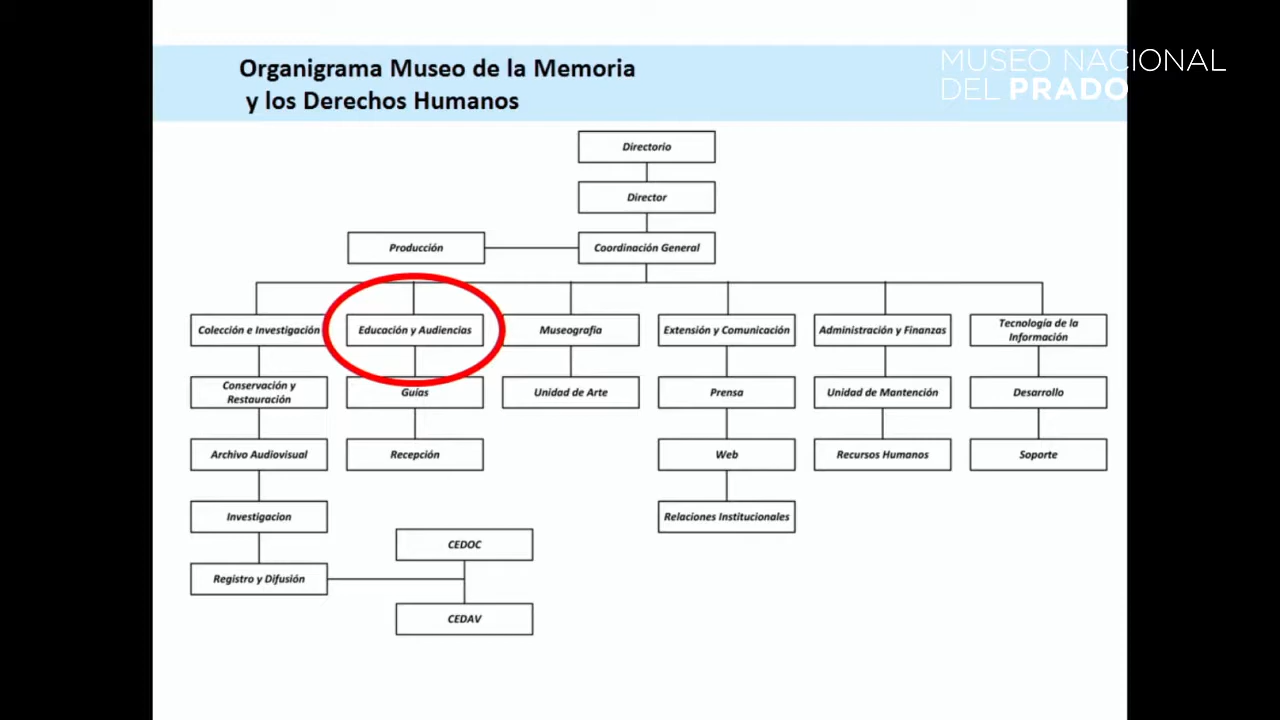 Organigrama Museo de la Memoria
y los Derechos Humanos
MUSEO NACIONAL
DEL PRADO
Directorio
Director
Producción
Coordinación General
Colección e Investigación
Educación y Audiencias
Museografía
Extensión y Comunicación
Administración y Finanzas
Tecnología de la
Información
Conservación y
Restauración
Guías
Unidad de Arte
Prensa
Unidad de Mantención
Desarrollo
Archivo Audiovisual
Recepción
Web
Recursos Humanos
Soporte
Investigacion
Relaciones Institucionales
CEDOC
Registro y Difusión
CEDAV